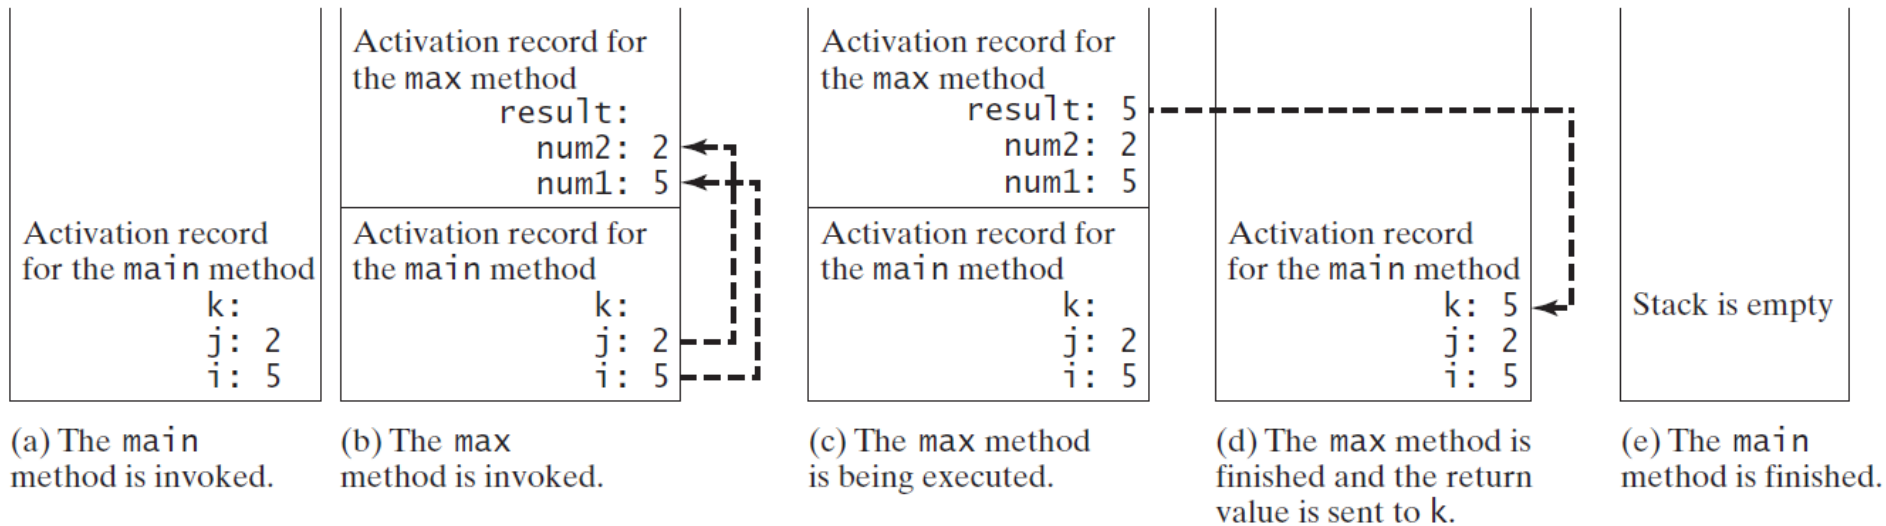 Activation record
for the main method
k:
j: 2
i: 5
(a) The main
method is invoked.
Activation record for
the max method
result:
num2: 2
num1: 5
Activation record for
the main method
k:
j: 2
i: 5
(b) The max
method is invoked.
Activation record for
the max method
result: 5
num2: 2
num1: 5
Activation record for
the main method
k:
j: 2
i: 5
(c) The max method
is being executed.
Activation record
for the main method
k: 5
j: 2
i: 5
(d) The max method is
finished and the return
value is sent to k.
Stack is empty
(e) The main
method is finished.